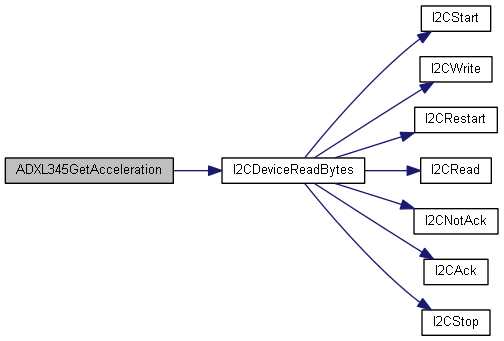 ADXL345GetAcceleration
I2CDeviceReadBytes
I2CStart
I2CWrite
I2CRestart
I2CRead
I2CNotAck
I2CAck
I2CStop